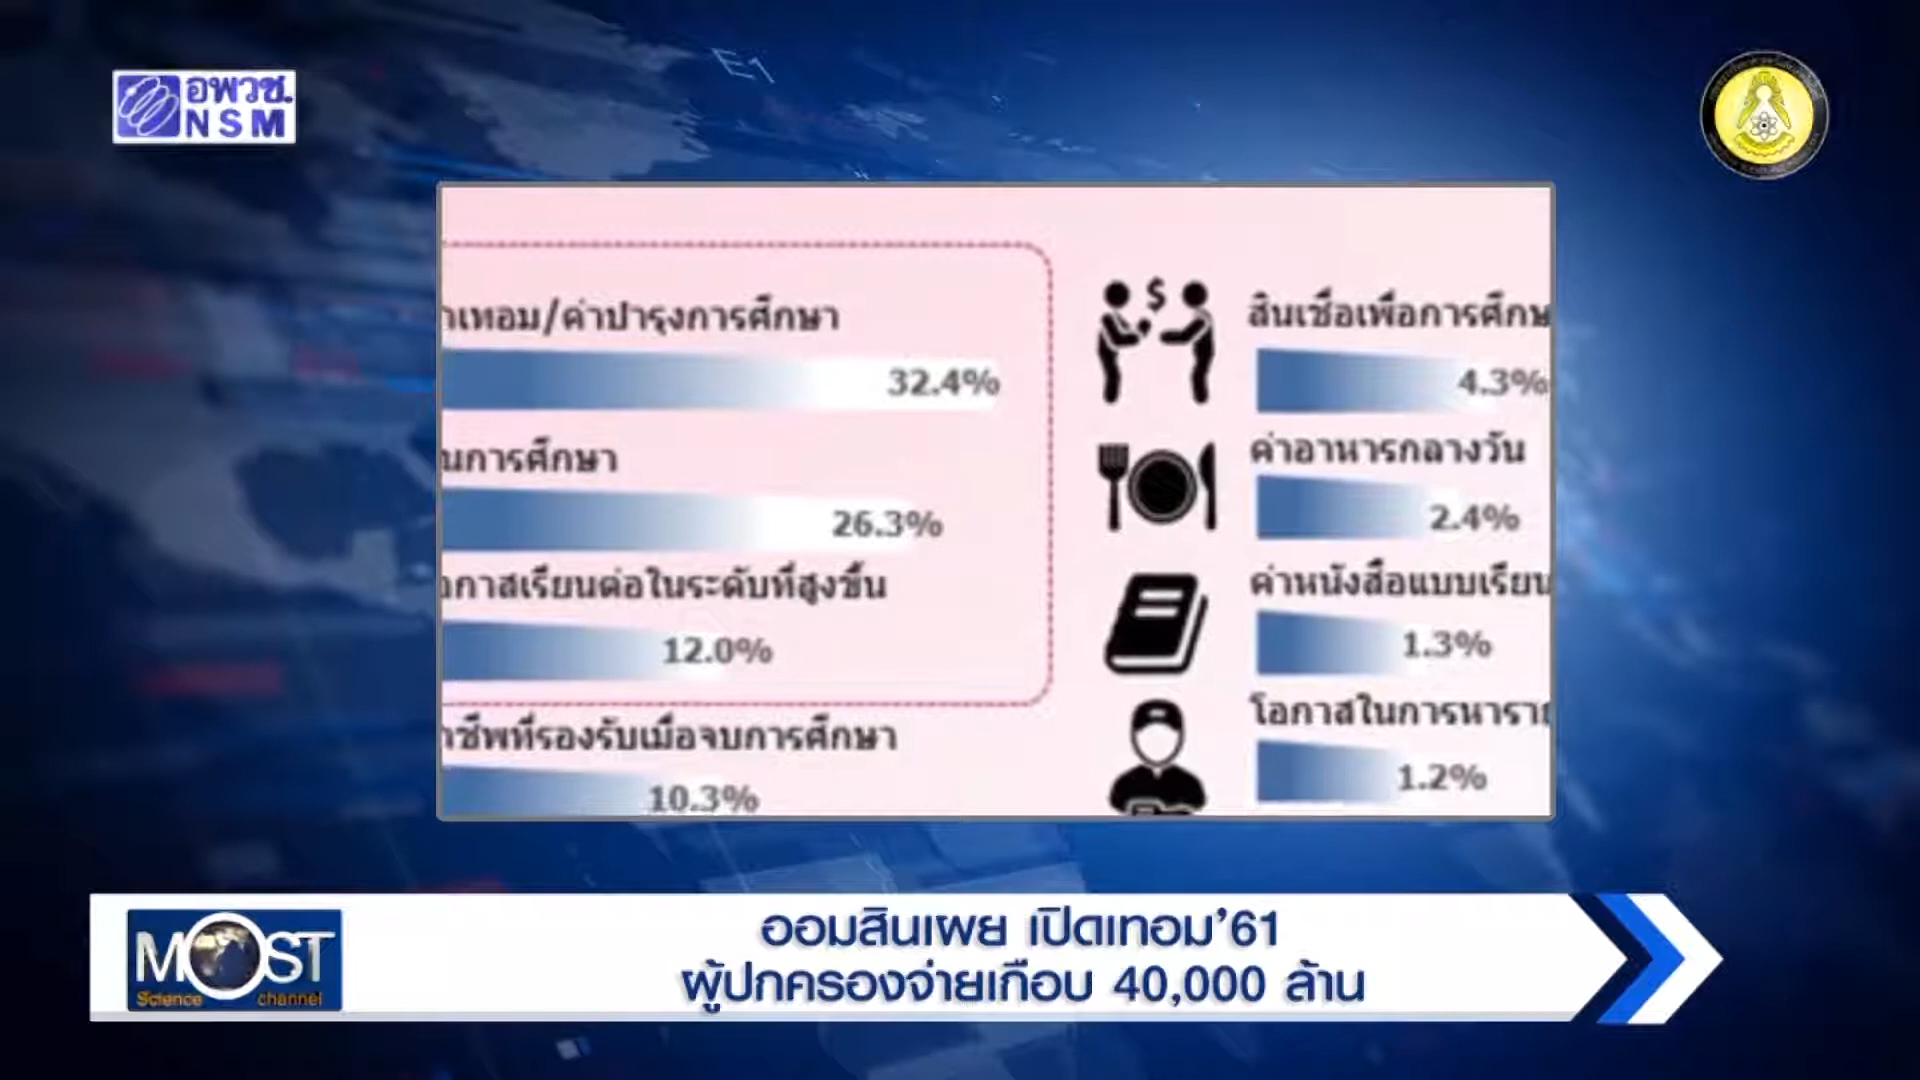 อพวช.
NSM
าเทอม/ค่าบำรุงการศึกษา
32.4%
นการศึกษา
26.3%
อกาสเรียนต่อในระดับที่สูงขึ้น
12.0%
าชีพที่รองรับเมื่อจบการศึกษา
10.3%
$
สินเชื่อเพื่อการศึกษ
4.3%
ค่าอาหารกลางวัน
2.4%
ค่าหนังสือแบบเรียน
1.3%
โอกาสในการหาราย
1.2%
MOST
Science channel
ออมสินเผย เปิดเทอม’61
ผู้ปกครองจ่ายเกือบ 40,000 ล้าน